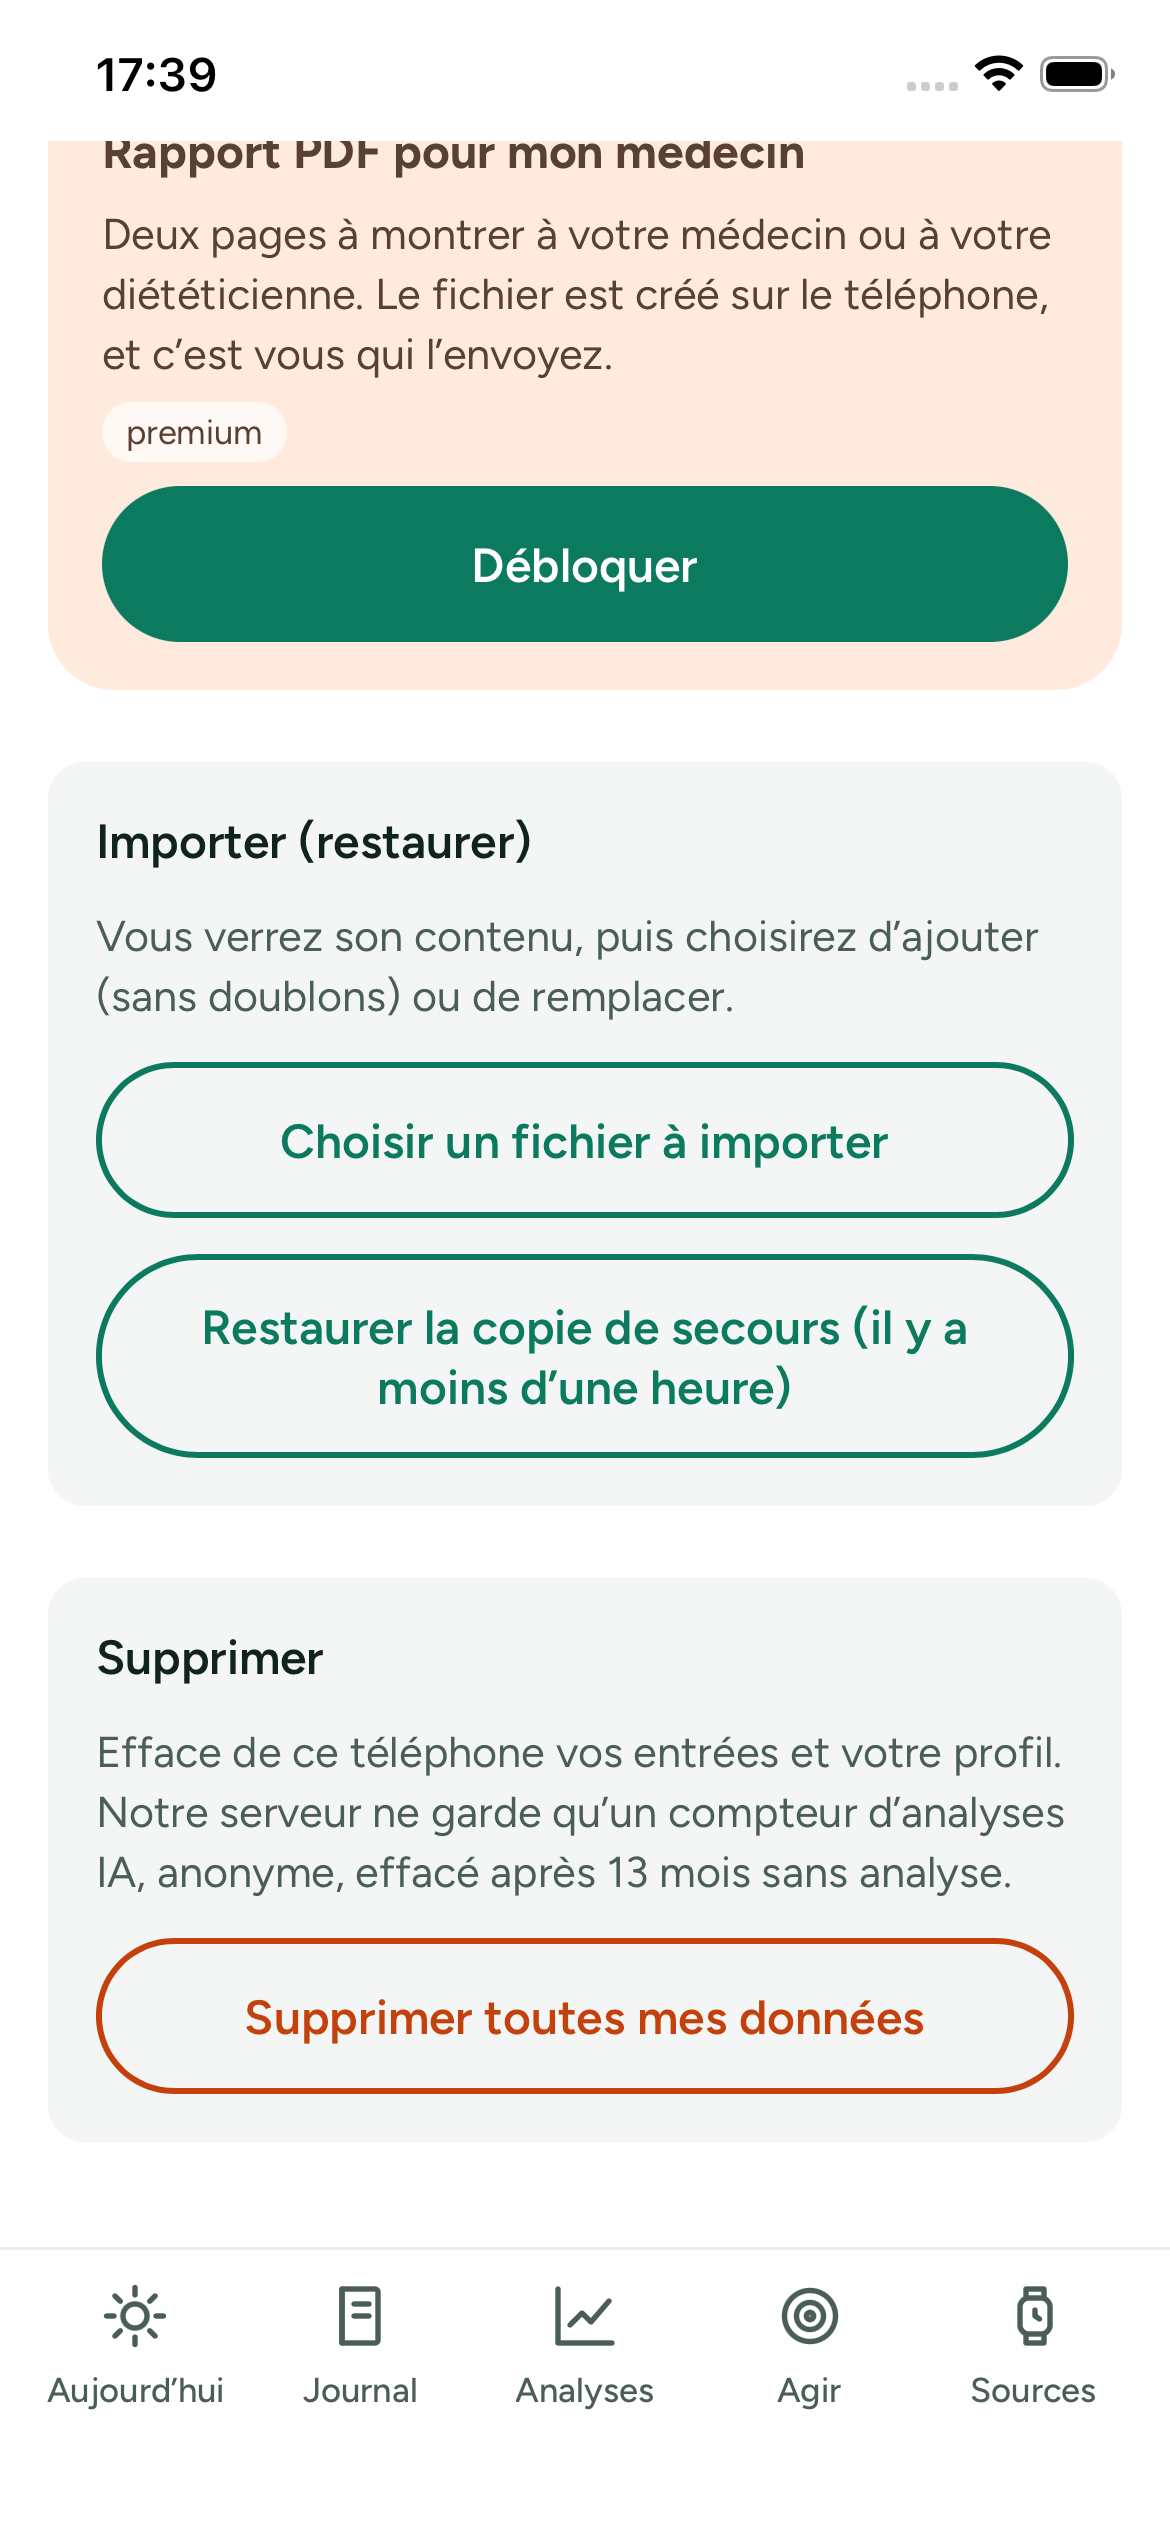 17:39
Rapport PDF pour mon médecin
Deux pages à montrer à votre médecin ou à votre
diététicienne. Le fichier est créé sur le téléphone,
et c’est vous qui l’envoyez.
premium
Débloquer
Importer (restaurer)
Vous verrez son contenu, puis choisirez d’ajouter
(sans doublons) ou de remplacer.
Choisir un fichier à importer
Restaurer la copie de secours (il y a
moins d’une heure)
Supprimer
Efface de ce téléphone vos entrées et votre profil.
Notre serveur ne garde qu’un compteur d’analyses
IA, anonyme, effacé après 13 mois sans analyse.
Supprimer toutes mes données
Aujourd’hui
Journal
Analyses
Agir
Sources